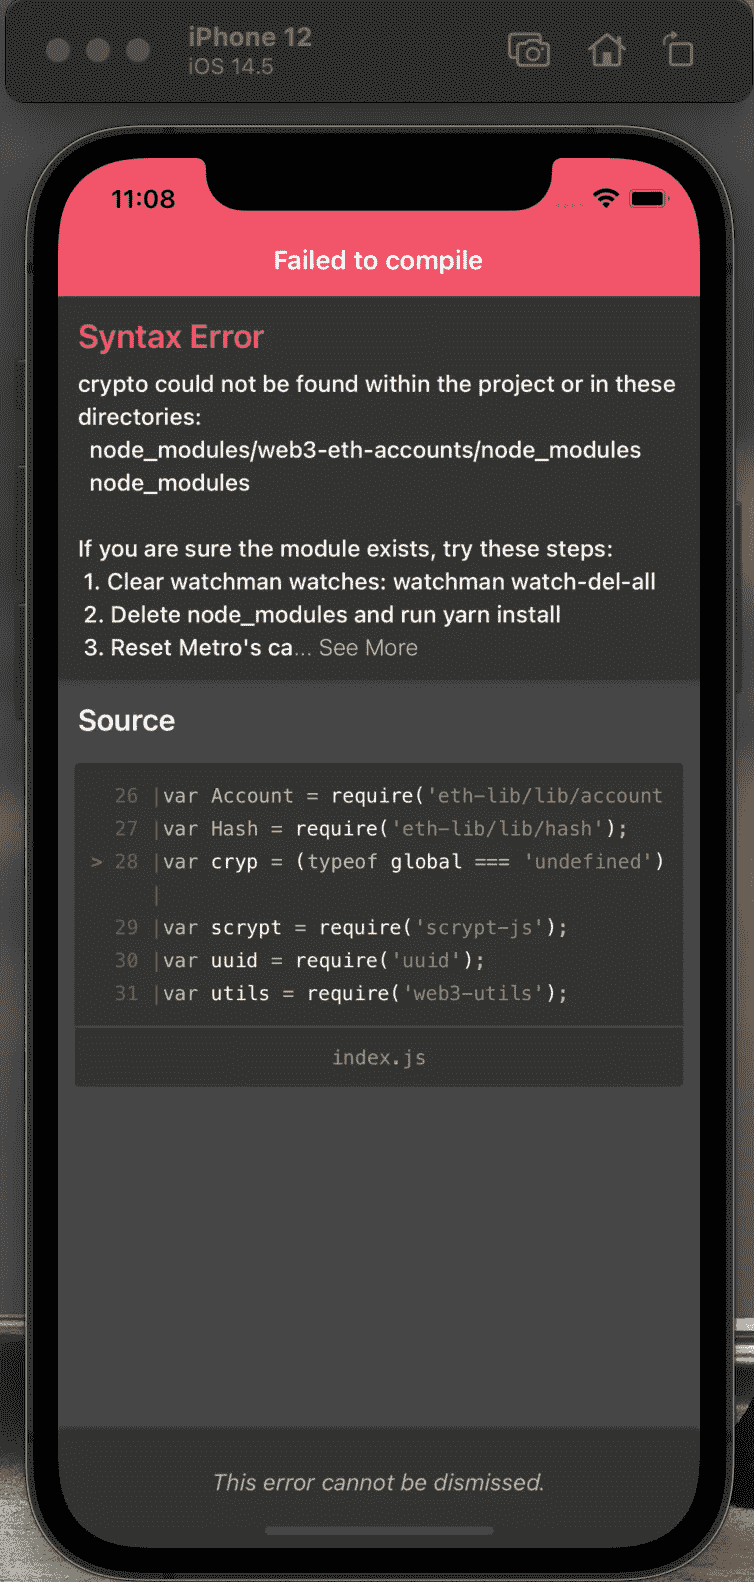 iPhone 12
iOS 14.5
11:08
Failed to compile
Syntax Error
crypto could not be found within the project or in these
directories:
node_modules/web3-eth-accounts/node_modules
node_modules
If you are sure the module exists, try these steps:
1. Clear watchman watches: watchman watch-del-all
2. Delete node_modules and run yarn install
3. Reset Metro's ca... See More
Source
26 |var Account = require('eth-lib/lib/account
27 |var Hash = require('eth-lib/lib/hash');
> 28 |var cryp = (typeof global === 'undefined')
|
29 |var scrypt = require('scrypt-js');
30 |var uuid = require('uuid');
31 |var utils = require('web3-utils');
index.js
This error cannot be dismissed.